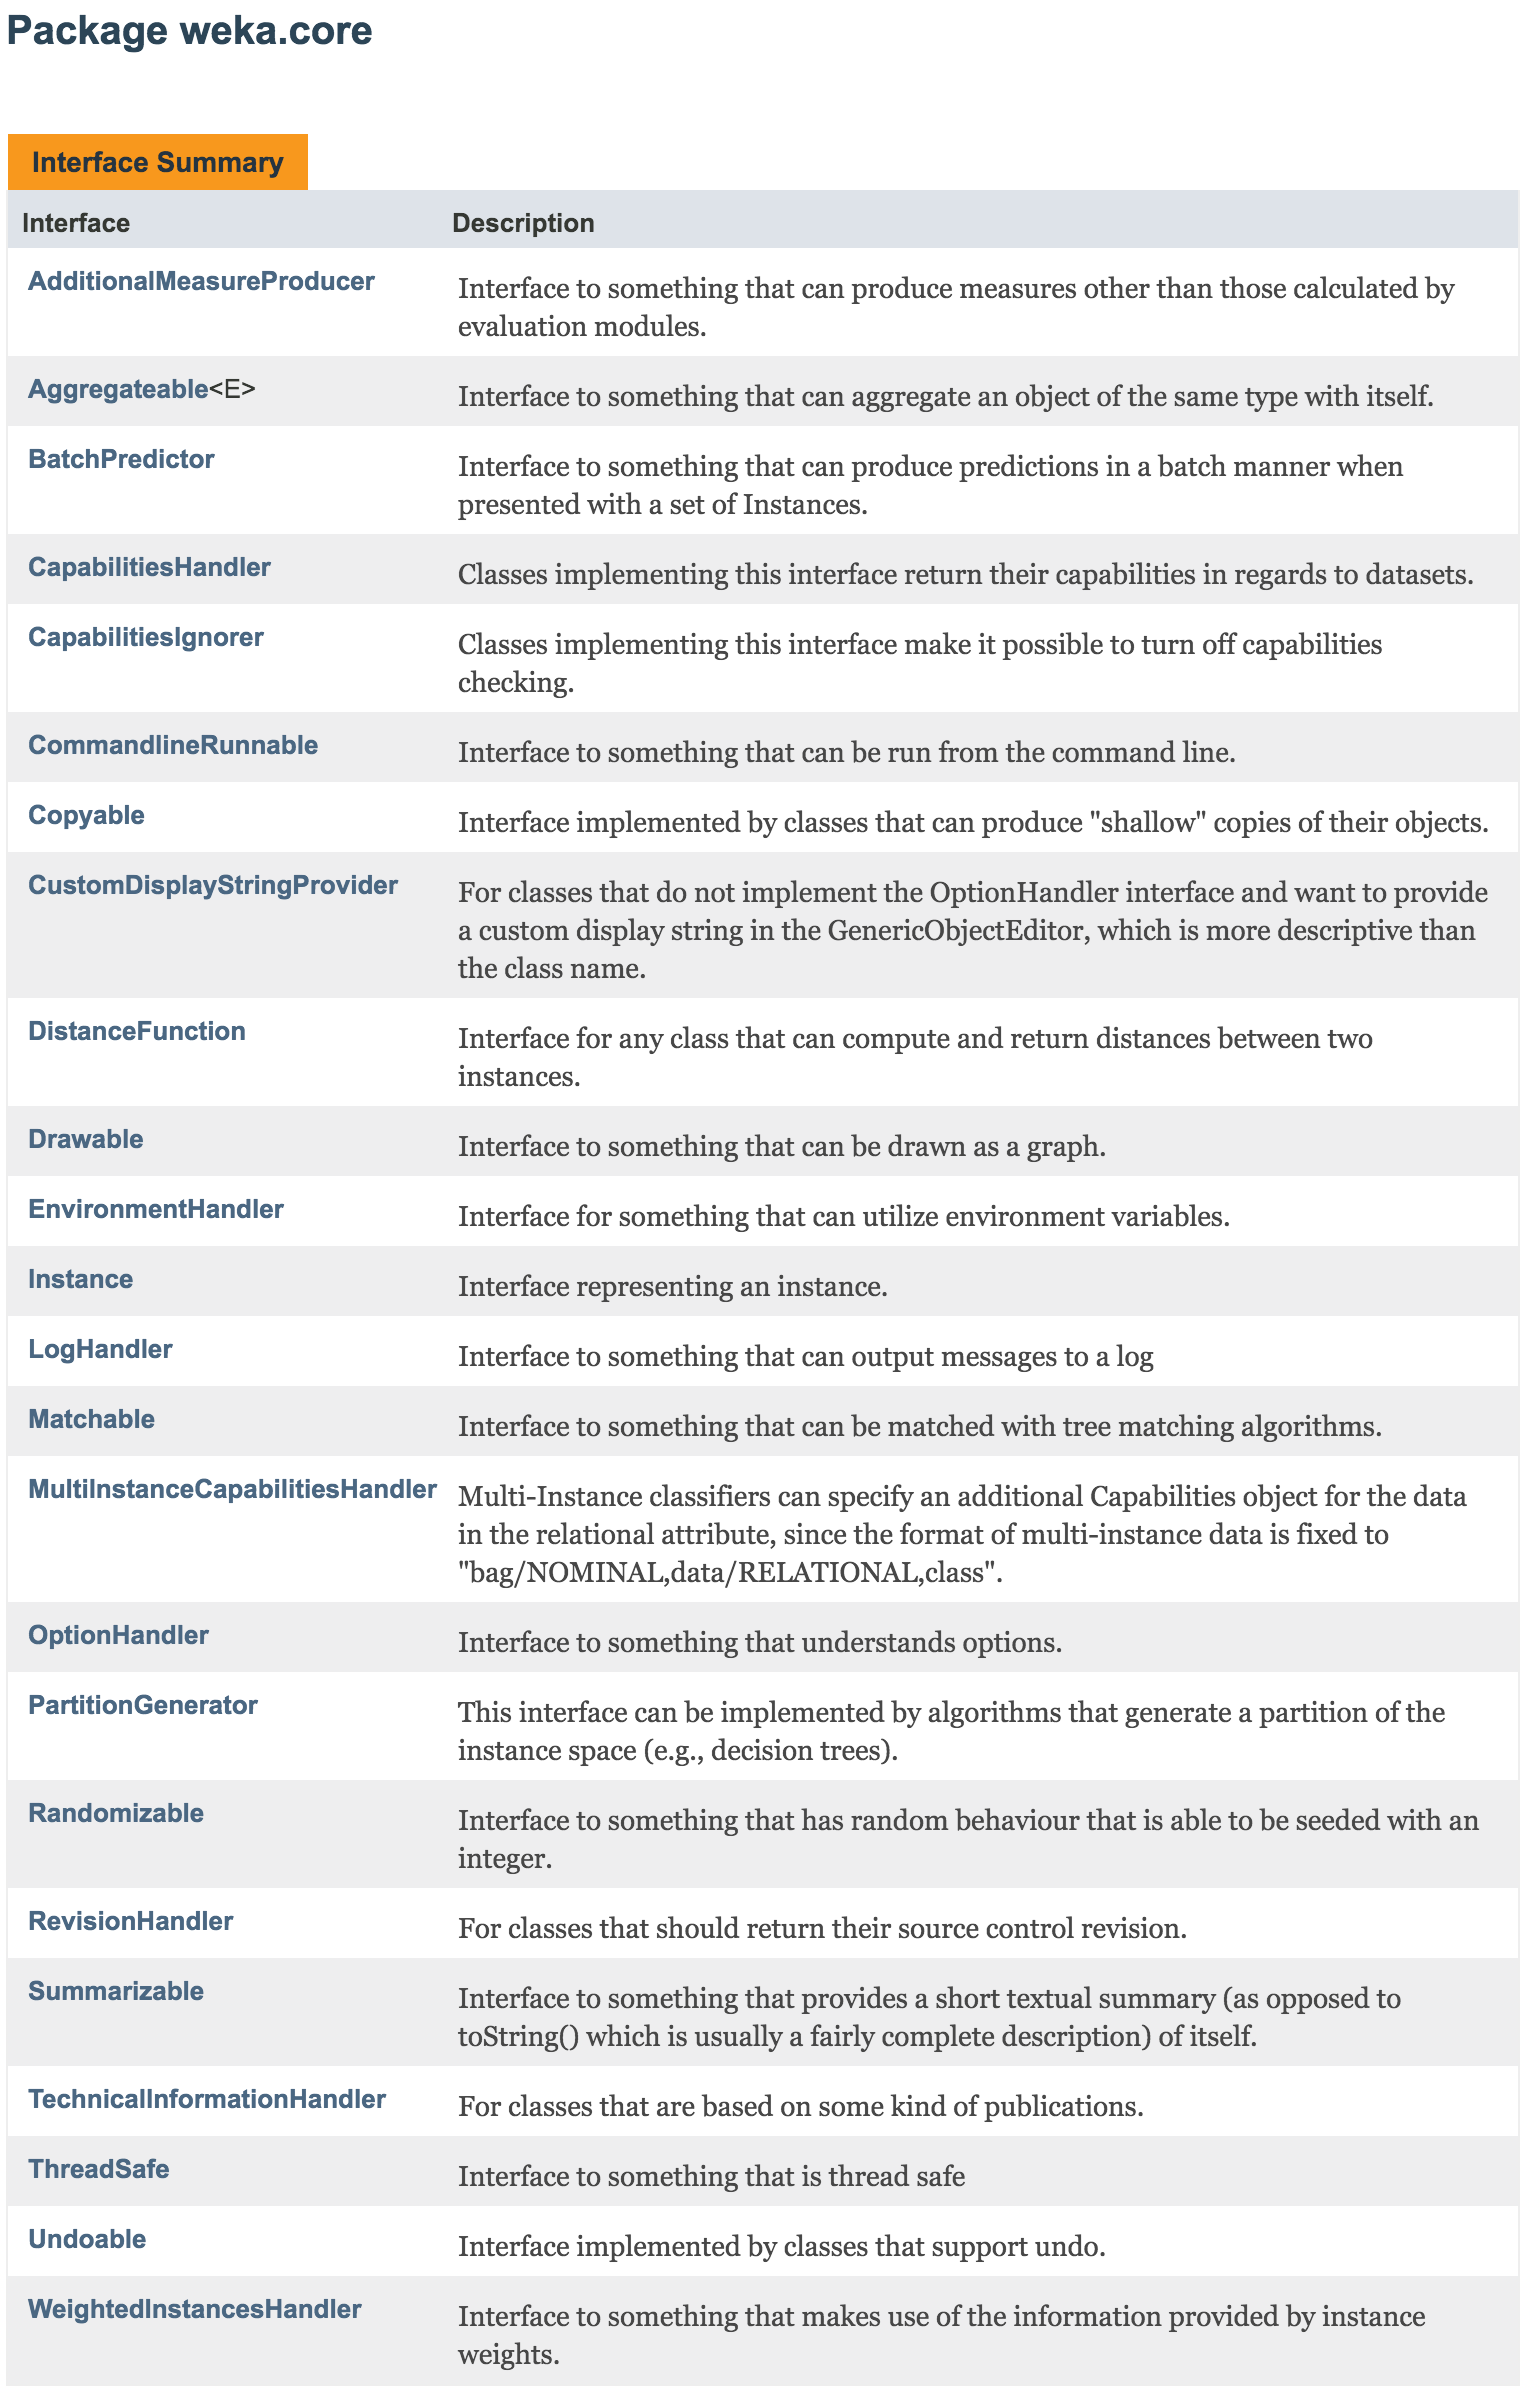 Package weka.core
Interface Summary
Interface Description
AdditionalMeasureProducer Interface to something that can produce measures other than those calculated by
evaluation modules.
Aggregateable<E> Interface to something that can aggregate an object of the same type with itself.
BatchPredictor Interface to something that can produce predictions in a batch manner when
presented with a set of Instances.
CapabilitiesHandler Classes implementing this interface return their capabilities in regards to datasets.
CapabilitiesIgnorer Classes implementing this interface make it possible to turn off capabilities
checking.
CommandlineRunnable Interface to something that can be run from the command line.
Copyable Interface implemented by classes that can produce "shallow" copies of their objects.
CustomDisplayStringProvider For classes that do not implement the OptionHandler interface and want to provide
a custom display string in the GenericObjectEditor, which is more descriptive than
the class name.
DistanceFunction Interface for any class that can compute and return distances between two
instances.
Drawable Interface to something that can be drawn as a graph.
EnvironmentHandler Interface for something that can utilize environment variables.
Instance Interface representing an instance.
LogHandler Interface to something that can output messages to a log
Matchable Interface to something that can be matched with tree matching algorithms.
MultiInstanceCapabilitiesHandler Multi-Instance classifiers can specify an additional Capabilities object for the data
in the relational attribute, since the format of multi-instance data is fixed to
"bag/NOMINAL,data/RELATIONAL,class".
OptionHandler Interface to something that understands options.
PartitionGenerator This interface can be implemented by algorithms that generate a partition of the
instance space (e.g., decision trees).
Randomizable Interface to something that has random behaviour that is able to be seeded with an
integer.
RevisionHandler For classes that should return their source control revision.
Summarizable Interface to something that provides a short textual summary (as opposed to
toString() which is usually a fairly complete description) of itself.
TechnicalInformationHandler For classes that are based on some kind of publications.
ThreadSafe Interface to something that is thread safe
Undoable Interface implemented by classes that support undo.
WeightedInstancesHandler Interface to something that makes use of the information provided by instance
weights.